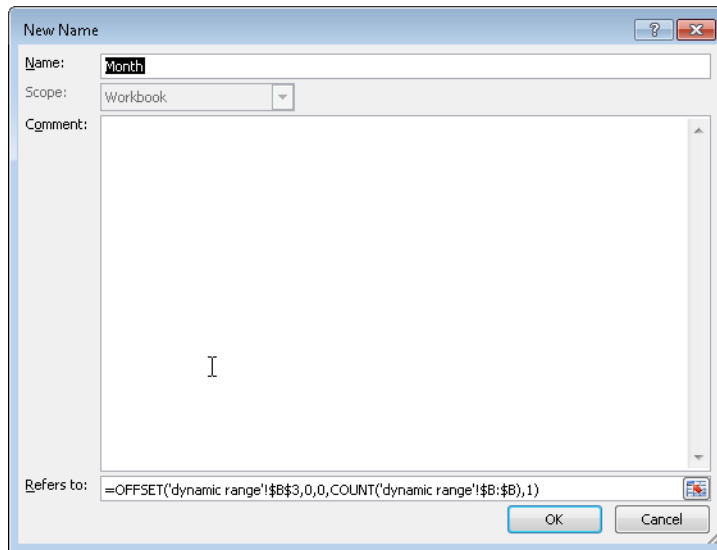 New Name
Name: Month
Scope: Workbook
Comment:
Refers to: =OFFSET('dynamic range'!$B$3,0,0,COUNT('dynamic range'!$B:$B),1)
OK Cancel